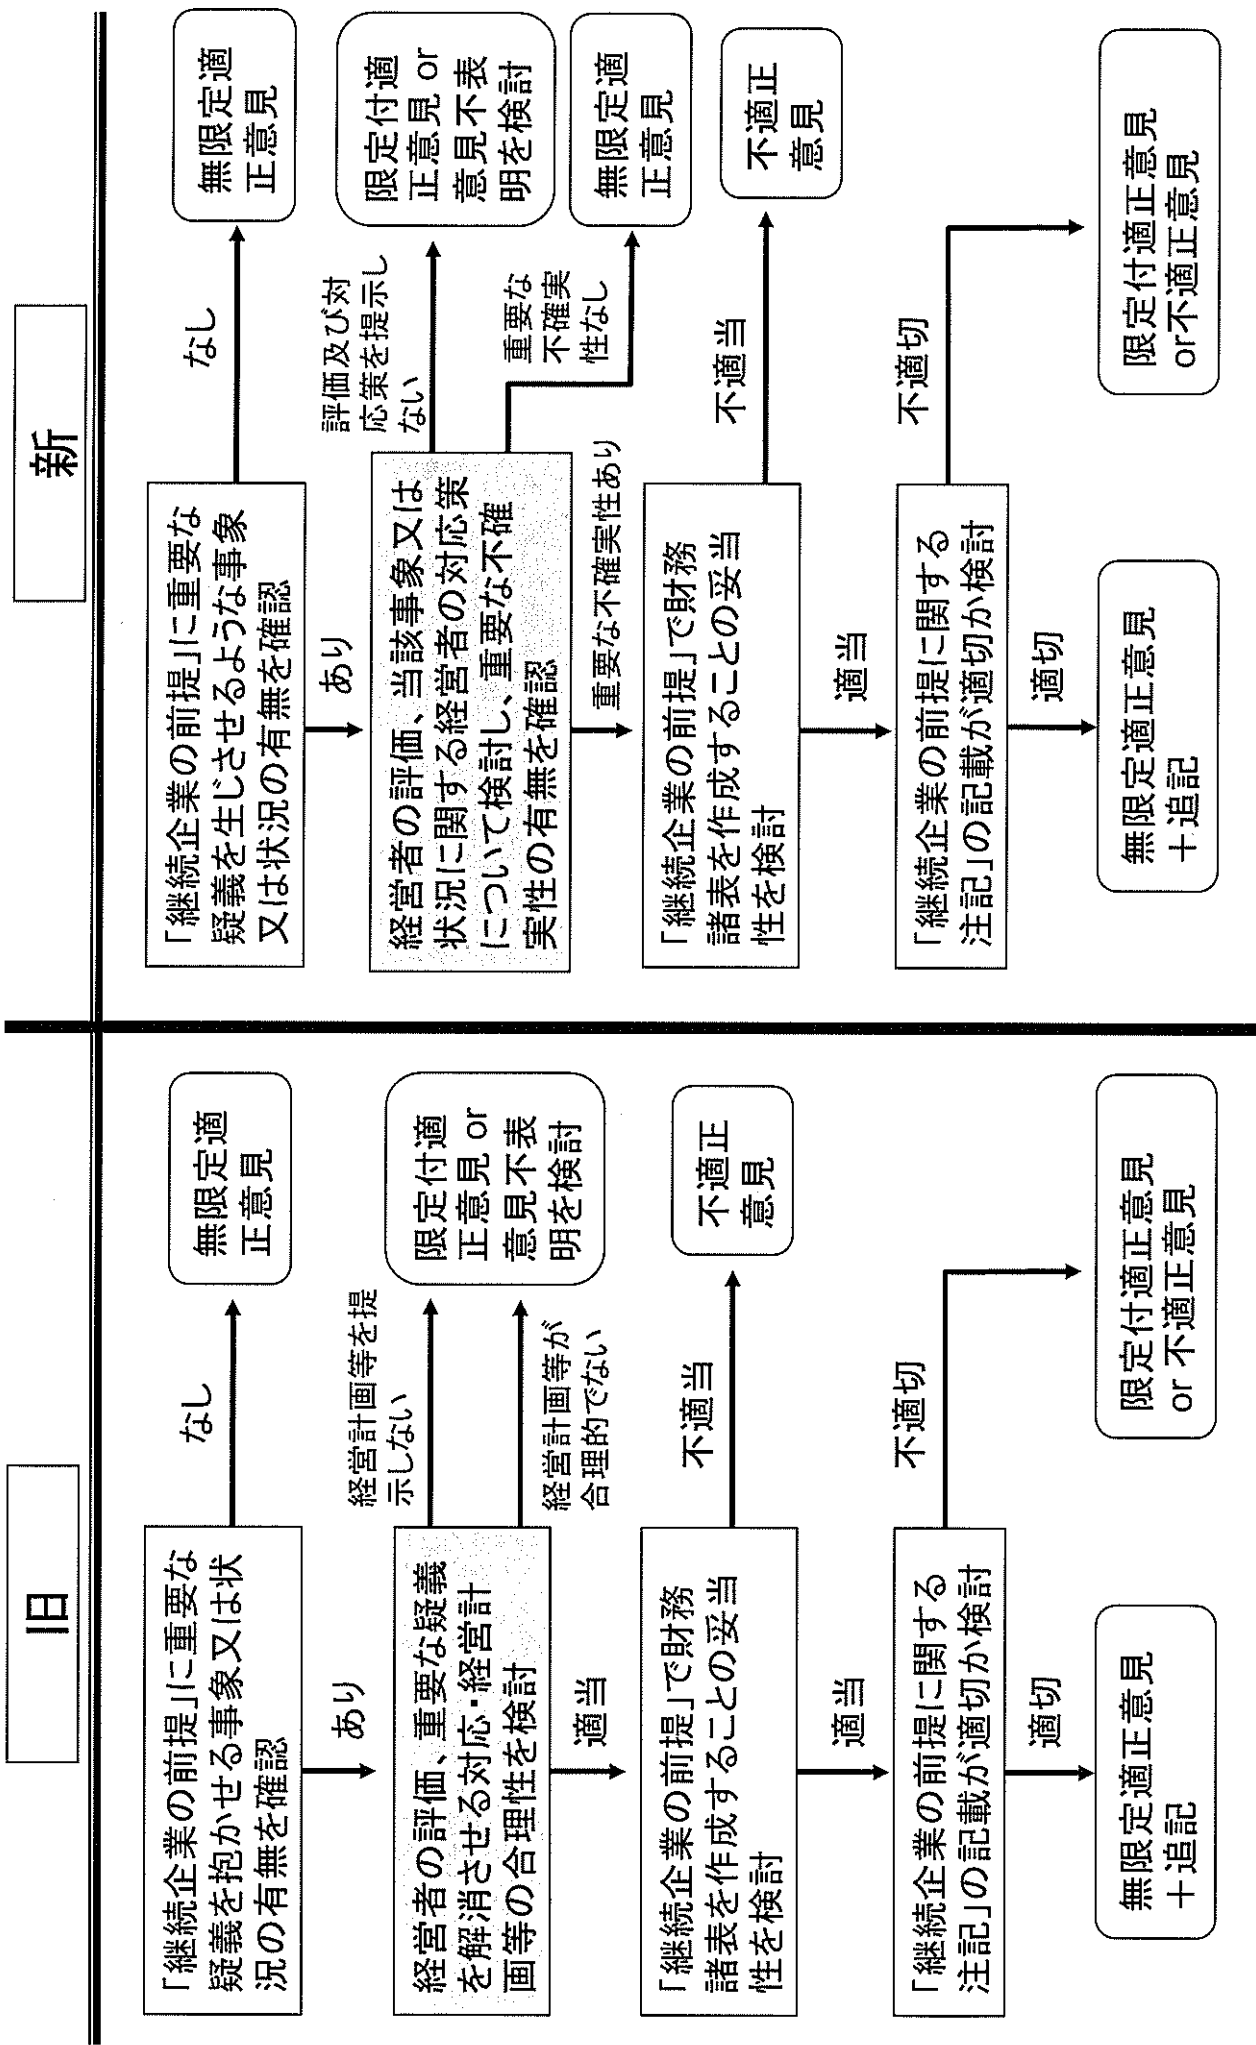 旧
「継続企業の前提」に重要な
疑義を抱かせる事象又は状
況の有無を確認
なし
無限定適
正意見
あり
経営者の評価、重要な疑義
を解消させる対応・経営計
画等の合理性を検討
経営計画等を提
示しない
経営計画等が
合理的でない
限定付適
正意見 or
意見不表
明を検討
適当
「継続企業の前提」で財務
諸表を作成することの妥当
性を検討
不適当
不適正
意見
適当
「継続企業の前提に関する
注記」の記載が適切か検討
不適切
適切
無限定適正意見
＋追記
限定付適正意見
or 不適正意見
新
「継続企業の前提」に重要な
疑義を生じさせるような事象
又は状況の有無を確認
なし
無限定適
正意見
あり
経営者の評価、当該事象又は
状況に関する経営者の対応策
について検討し、重要な不確
実性の有無を確認
評価及び対
応策を提示し
ない
限定付適
正意見 or
意見不表
明を検討
重要な
不確実
性なし
無限定適
正意見
重要な不確実性あり
「継続企業の前提」で財務
諸表を作成することの妥当
性を検討
不適当
不適正
意見
適当
「継続企業の前提に関する
注記」の記載が適切か検討
不適切
適切
無限定適正意見
＋追記
限定付適正意見
or不適正意見